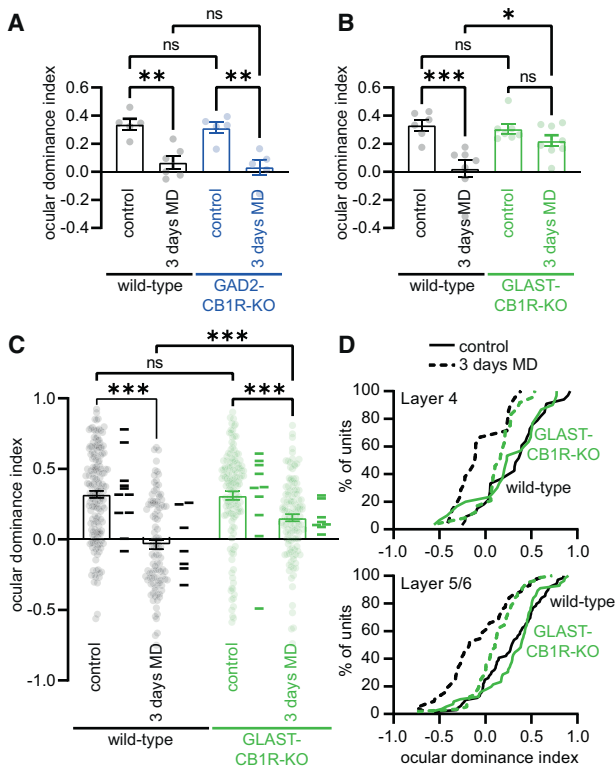 A
ns
** ns **
ocular dominance index
0.6
0.4
0.2
0.0
-0.2
-0.4
control
3 days MD
control
3 days MD
wild-type
GAD2-
CB1R-KO
B
*
*** ns
ns
ocular dominance index
0.6
0.4
0.2
0.0
-0.2
-0.4
control
3 days MD
control
3 days MD
wild-type
GLAST-
CB1R-KO
C
***
ns
*** ***
ocular dominance index
1.0
0.5
0.0
-0.5
-1.0
control
3 days MD
control
3 days MD
wild-type
GLAST-
CB1R-KO
D
control
3 days MD
Layer 4
GLAST-
CB1R-KO
wild-type
% of units
100
80
60
40
20
0
-1.0 -0.5 0.0 0.5 1.0
Layer 5/6
wild-type
GLAST-
CB1R-KO
% of units
100
80
60
40
20
0
-1.0 -0.5 0.0 0.5 1.0
ocular dominance index